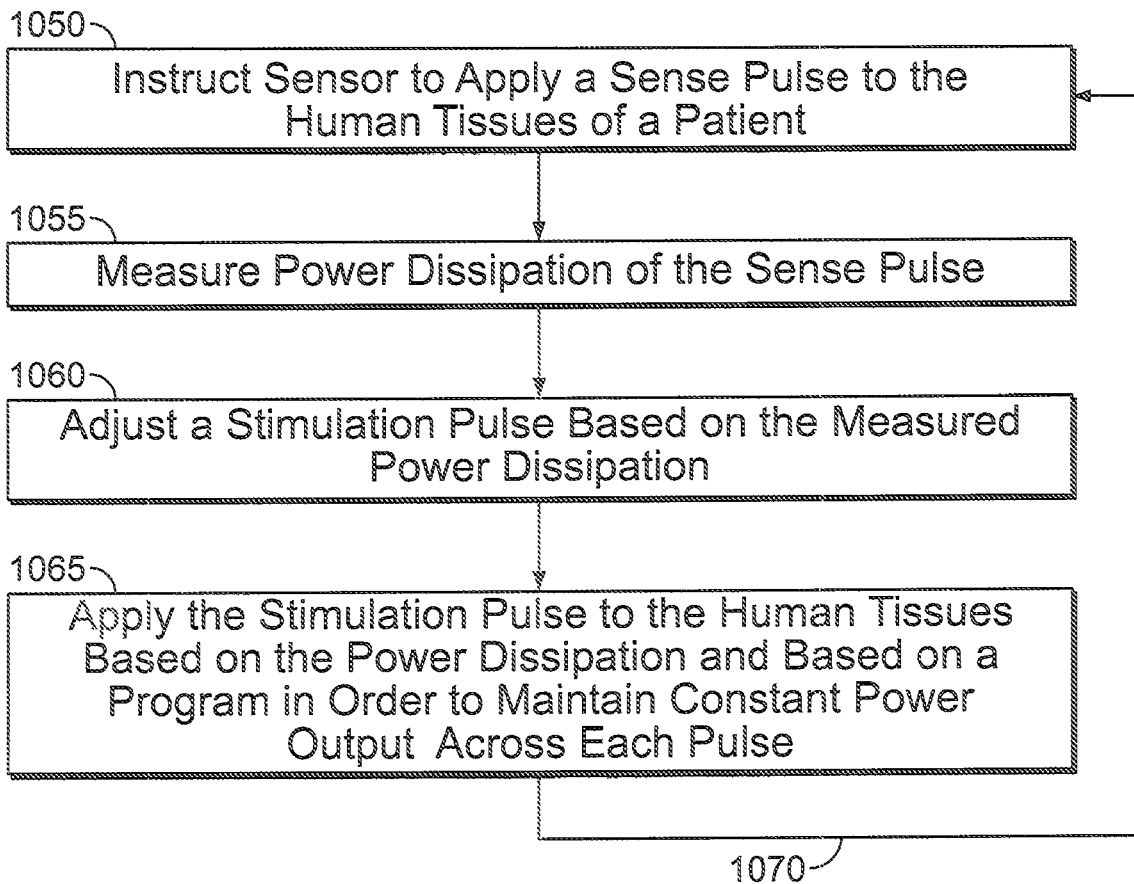 1050
Instruct Sensor to Apply a Sense Pulse to the
Human Tissues of a Patient
1055
Measure Power Dissipation of the Sense Pulse
1060
Adjust a Stimulation Pulse Based on the Measured
Power Dissipation
1065
Apply the Stimulation Pulse to the Human Tissues
Based on the Power Dissipation and Based on a
Program in Order to Maintain Constant Power
Output Across Each Pulse
1070